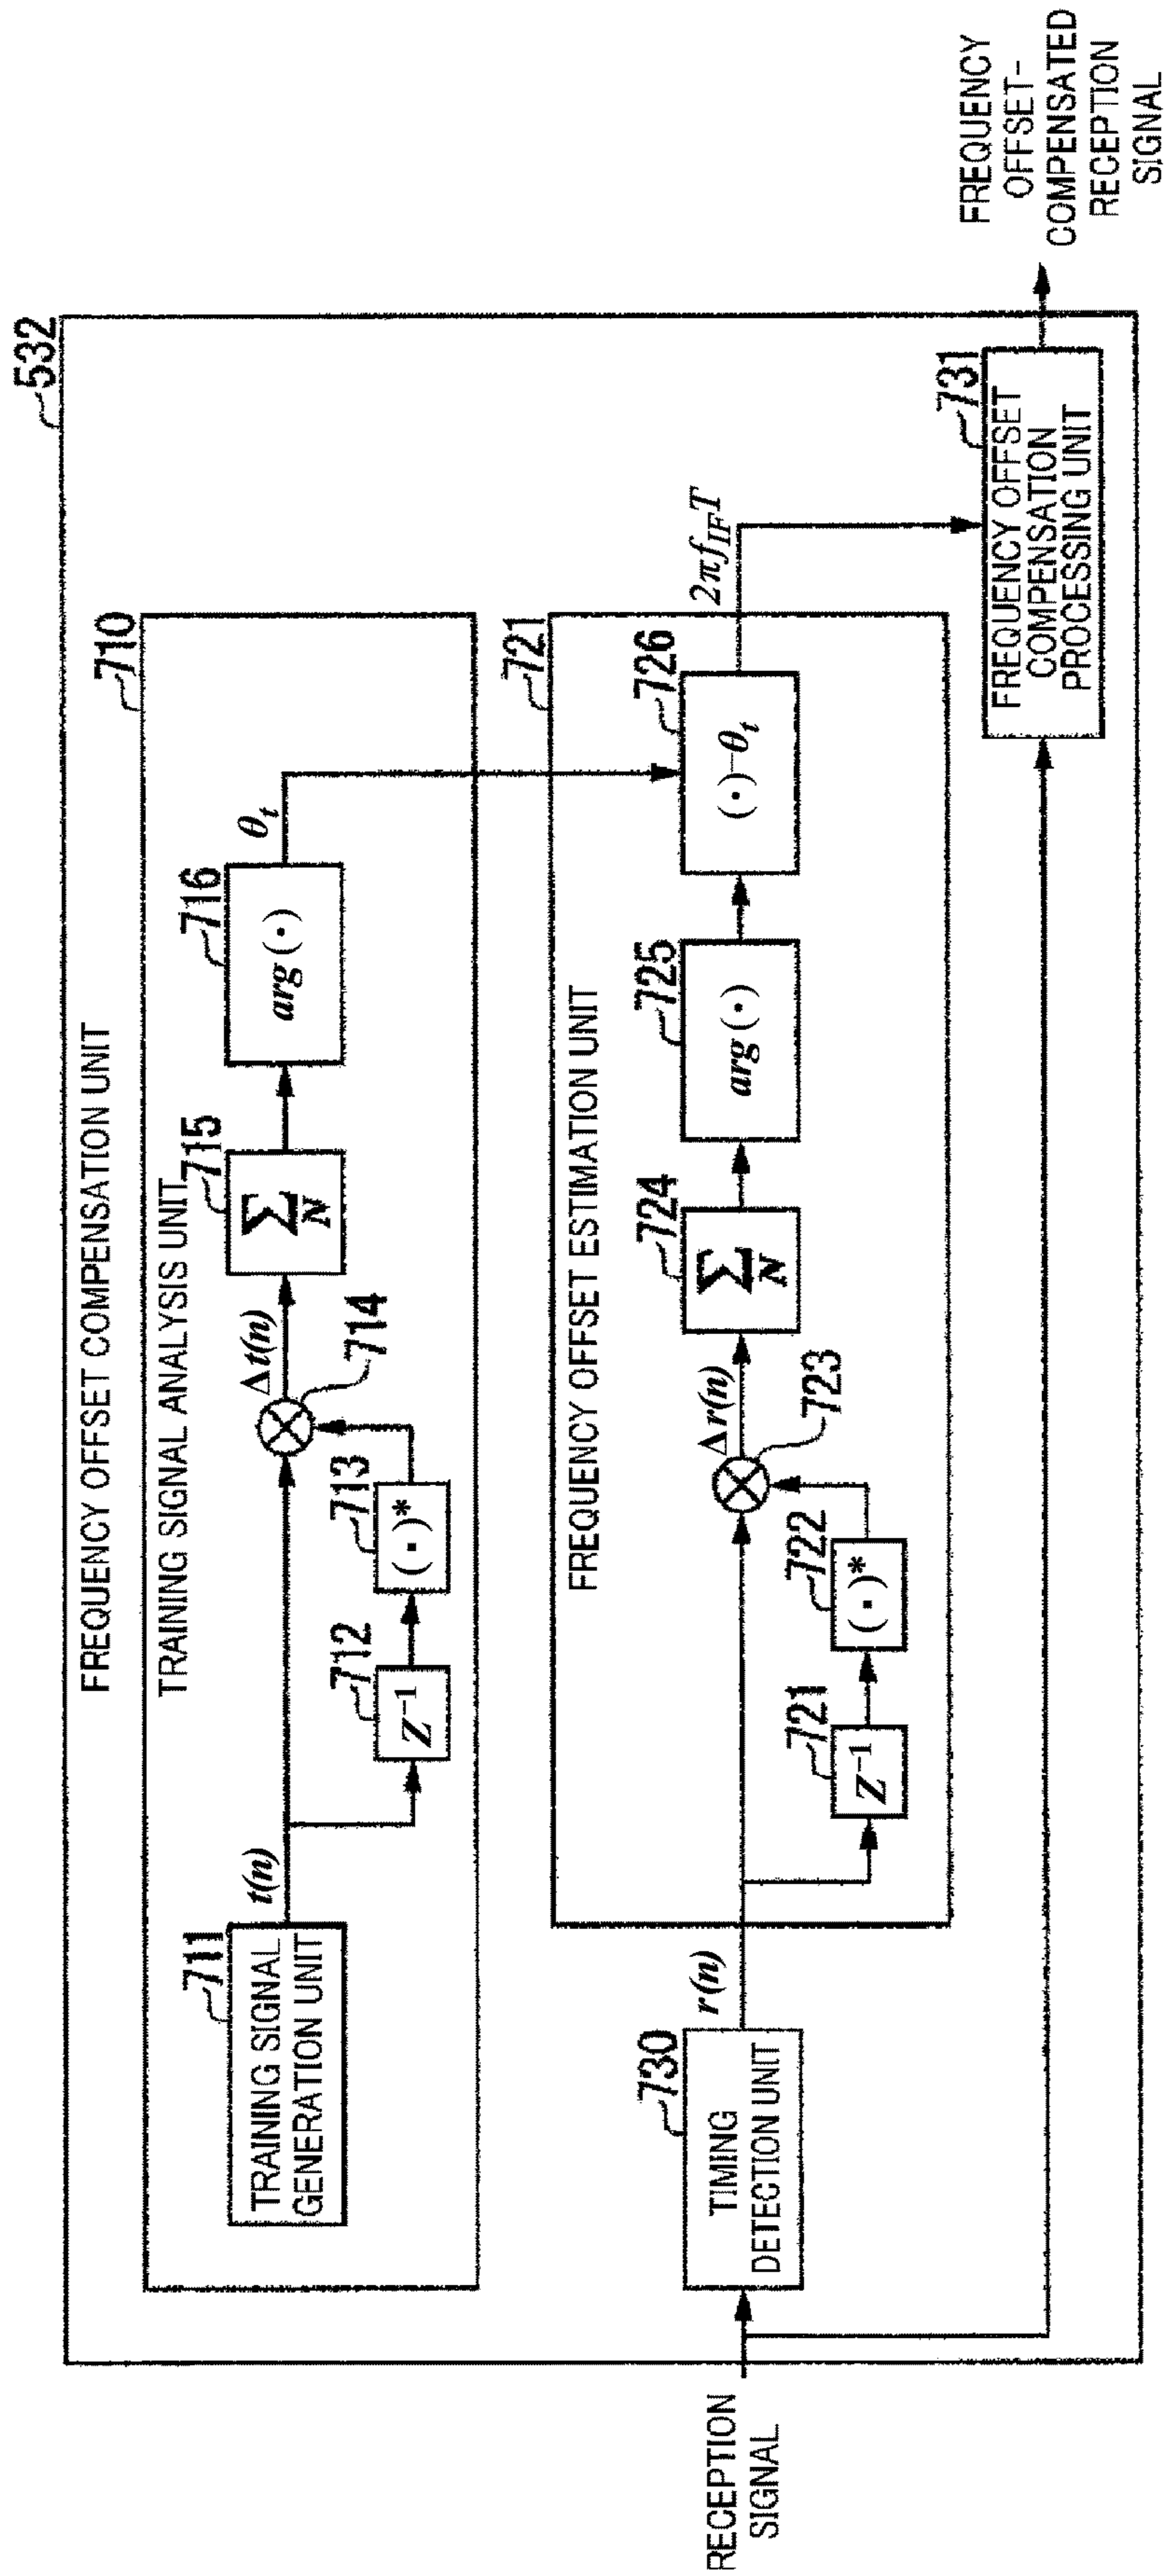 532
FREQUENCY OFFSET COMPENSATION UNIT
710
TRAINING SIGNAL ANALYSIS UNIT
711
TRAINING SIGNAL
GENERATION UNIT
t(n)
712
Z⁻¹
713
(·)*
714
Δt(n)
715
Σ
N
716
arg(·)
θt
721
FREQUENCY OFFSET ESTIMATION UNIT
RECEPTION
SIGNAL
730
TIMING
DETECTION UNIT
r(n)
721
Z⁻¹
722
(·)*
723
Δr(n)
724
Σ
N
725
arg(·)
726
(·)-θt
2πf_IF T
731
FREQUENCY OFFSET
COMPENSATION
PROCESSING UNIT
FREQUENCY
OFFSET-
COMPENSATED
RECEPTION
SIGNAL